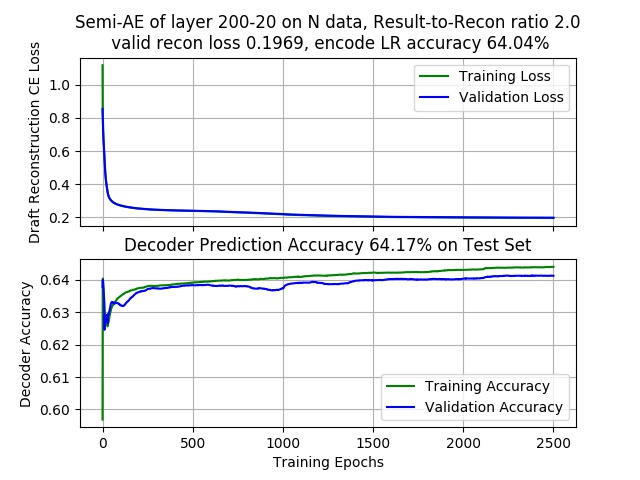 Semi-AE of layer 200-20 on N data, Result-to-Recon ratio 2.0
valid recon loss 0.1969, encode LR accuracy 64.04%
Draft Reconstruction CE Loss
1.0
0.8
0.6
0.4
0.2
Training Loss
Validation Loss
Decoder Prediction Accuracy 64.17% on Test Set
Decoder Accuracy
0.64
0.63
0.62
0.61
0.60
Training Accuracy
Validation Accuracy
0 500 1000 1500 2000 2500
Training Epochs